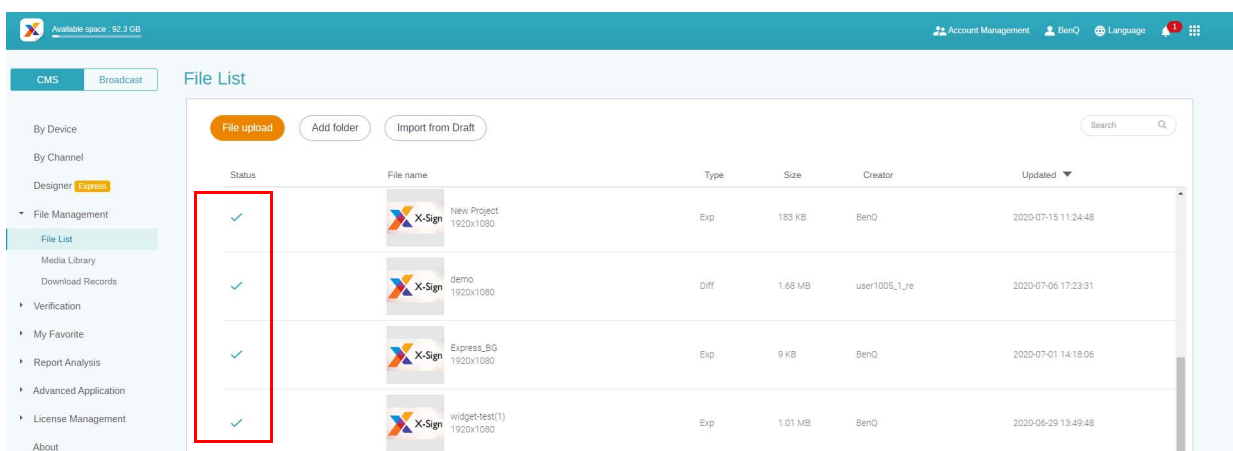 Available space : 92.3 GB
Account Management BenQ Language 1
CMS Broadcast
File List
File upload Add folder Import from Draft Search
By Device
By Channel
Designer Express
File Management
File List
Media Library
Download Records
Verification
My Favorite
Report Analysis
Advanced Application
License Management
About
Status File name Type Size Creator Updated
X-Sign New Project
1920x1080
Exp 183 KB BenQ 2020-07-15 11:24:48
X-Sign demo
1920x1080
Diff 1.68 MB user1005_1_re 2020-07-06 17:23:31
X-Sign Express_BG
1920x1080
Exp 9 KB BenQ 2020-07-01 14:18:06
X-Sign widget-test(1)
1920x1080
Exp 1.01 MB BenQ 2020-06-29 13:49:48